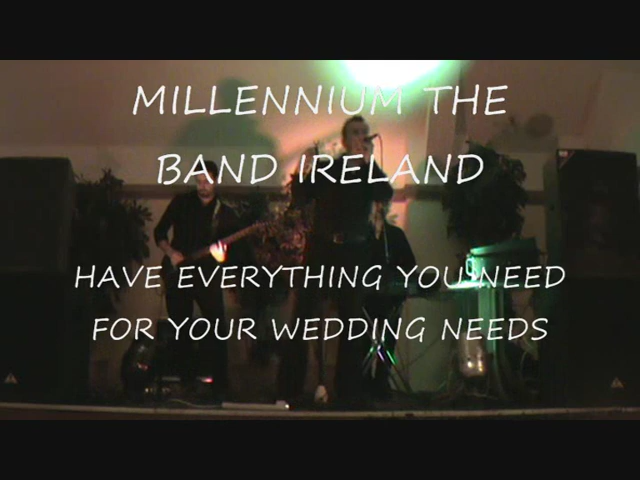 MILLENNIUM THE
BAND IRELAND
HAVE EVERYTHING YOU NEED
FOR YOUR WEDDING NEEDS